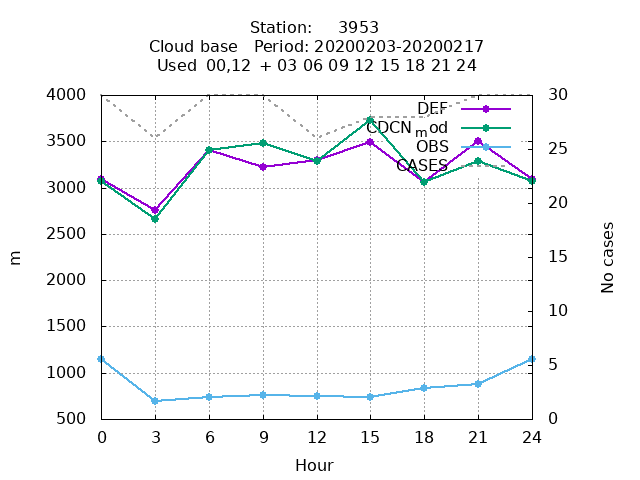 Station: 3953
Cloud base Period: 20200203-20200217
Used 00,12 + 03 06 09 12 15 18 21 24
4000
3500
3000
2500
2000
1500
1000
500
m
30
25
20
15
10
5
0
No cases
DEF
CDCN_mod
OBS
CASES
0 3 6 9 12 15 18 21 24
Hour